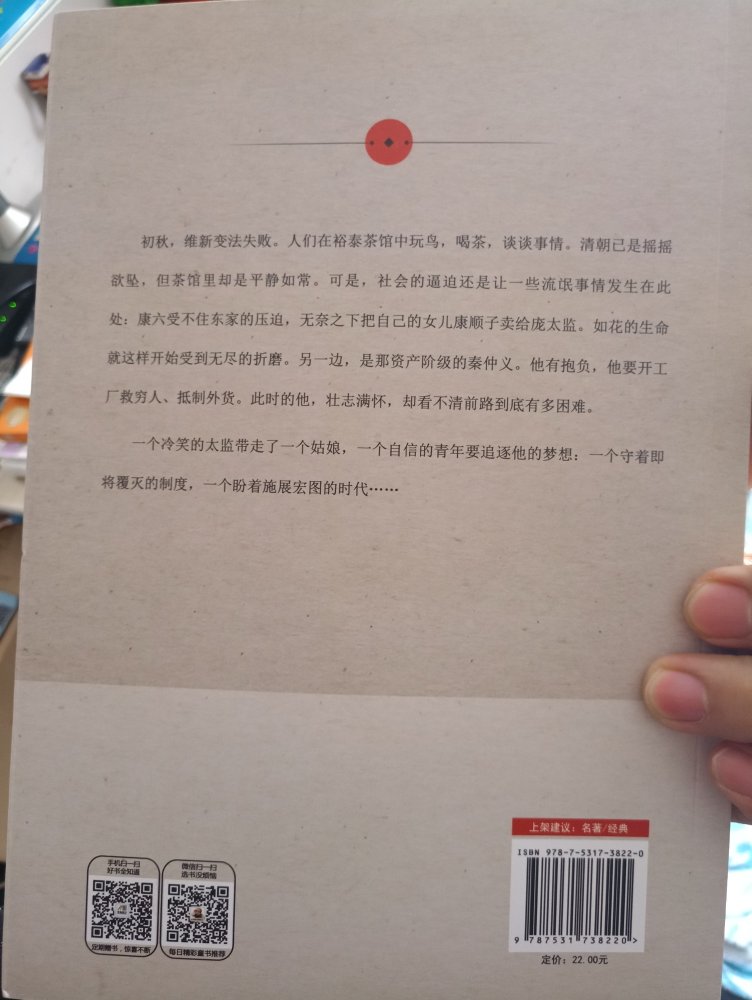 初秋，维新变法失败。人们在裕泰茶馆中玩鸟，喝茶，谈谈事情。清朝已是摇摇
欲坠，但茶馆里却是平静如常。可是，社会的逼迫还是让一些流氓事情发生在此
处：康六受不住东家的压迫，无奈之下把自己的女儿康顺子卖给庞太监。如花的生命
就这样开始受到无尽的折磨。另一边，是那资产阶级的秦仲义。他有抱负，他要开工
厂救穷人、抵制外货。此时的他，壮志满怀，却看不清前路到底有多困难。
一个冷笑的太监带走了一个姑娘，一个自信的青年要追逐他的梦想：一个守着即
将覆灭的制度，一个盼着施展宏图的时代……
手机扫一扫
好书全知道
定期赠书，惊喜不断
微信扫一扫
选书没烦恼
每日精彩童书推荐
上架建议：名著/经典
ISBN 978-7-5317-3822-0
9 787531 738220 >
定价：22.00元